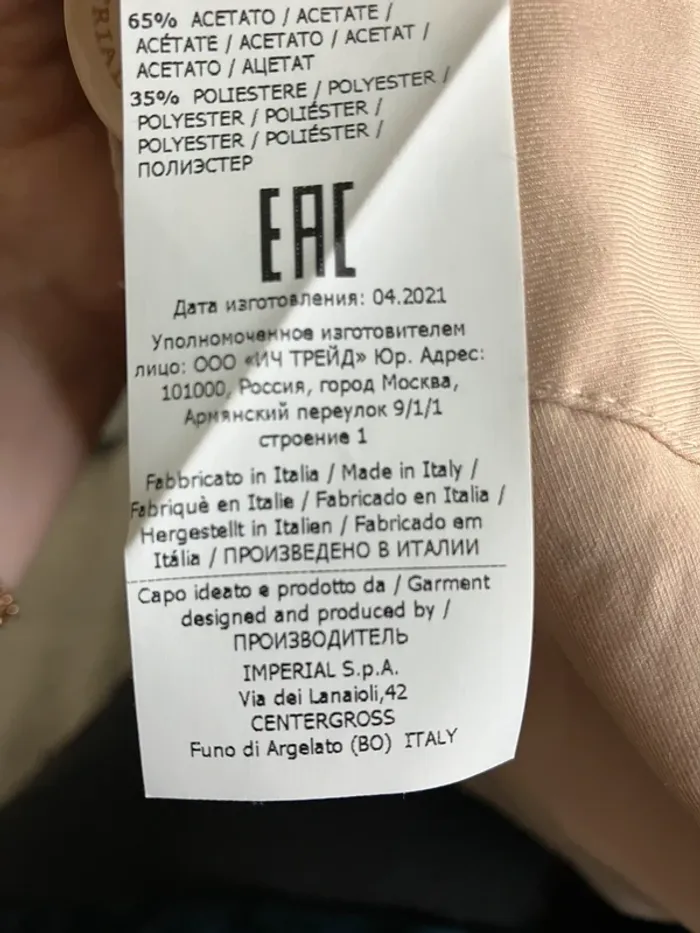 65% ACETATO / ACETATE /
ACÉTATE / ACETATO / ACETAT /
ACETATO / АЦЕТАТ
35% POLIESTERE / POLYESTER /
POLYESTER / POLIÉSTER /
POLYESTER / POLIÉSTER /
ПОЛИЭСТЕР
EAC
Дата изготовления: 04.2021
Уполномоченное изготовителем
лицо: ООО «ИЧ ТРЕЙД» Юр. Адрес:
101000, Россия, город Москва,
Армянский переулок 9/1/1
строение 1
Fabbricato in Italia / Made in Italy /
Fabriquè en Italie / Fabricado en Italia /
Hergestellt in Italien / Fabricado em
Itália / ПРОИЗВЕДЕНО В ИТАЛИИ
Capo ideato e prodotto da / Garment
designed and produced by /
ПРОИЗВОДИТЕЛЬ
IMPERIAL S.p.A.
Via dei Lanaioli,42
CENTERGROSS
Funo di Argelato (BO) ITALY